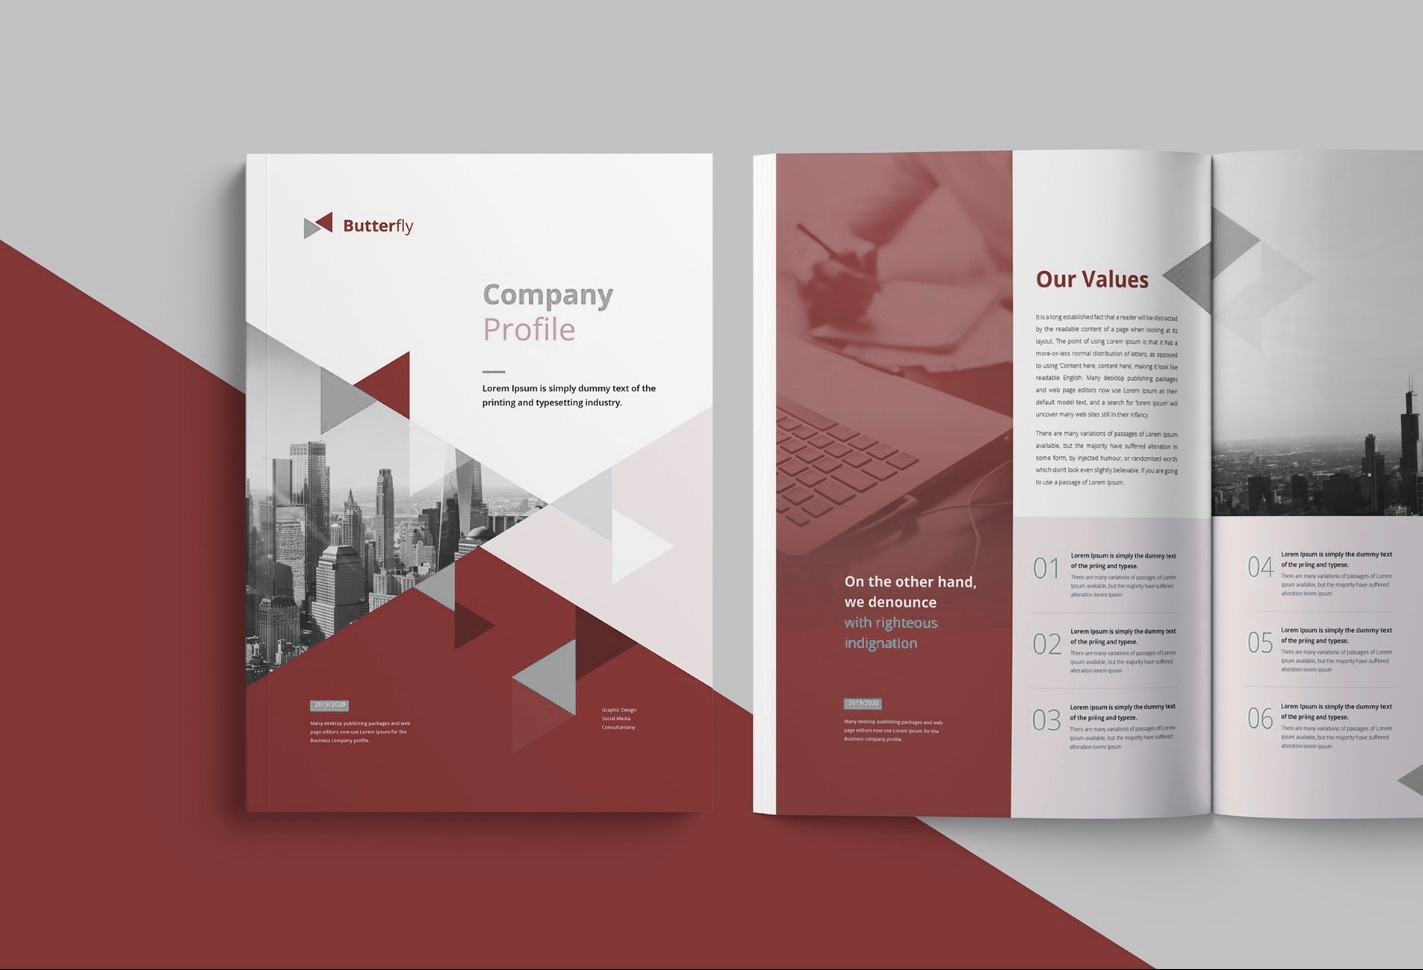 Butterfly
Company
Profile
Lorem Ipsum is simply dummy text of the
printing and typesetting industry.
2019/2020
Many desktop publishing packages and web
page editors now use Lorem Ipsum for the
Business company profile.
Graphic Design
Social Media
Consultantany
On the other hand,
we denounce
with righteous
indignation
2019/2020
Many desktop publishing packages and web
page editors now use Lorem Ipsum for the
Business company profile.
Our Values
It is a long established fact that a reader will be distracted
by the readable content of a page when looking at its
layout. The point of using Lorem Ipsum is that it has a
more-or-less normal distribution of letters, as opposed
to using 'Content here, content here', making it look like
readable English. Many desktop publishing packages
and web page editors now use Lorem Ipsum as their
default model text, and a search for 'lorem ipsum' will
uncover many web sites still in their infancy.
There are many variations of passages of Lorem Ipsum
available, but the majority have suffered alteration in
some form, by injected humour, or randomised words
which don't look even slightly believable. If you are going
to use a passage of Lorem Ipsum.
01
Lorem Ipsum is simply the dummy text
of the priing and typese.
There are many variations of passages of Lorem
Ipsum available, but the majority have suffered
alteration lorem ipsum
02
Lorem Ipsum is simply the dummy text
of the priing and typese.
There are many variations of passages of Lorem
Ipsum available, but the majority have suffered
alteration lorem ipsum
03
Lorem Ipsum is simply the dummy text
of the priing and typese.
There are many variations of passages of Lorem
Ipsum available, but the majority have suffered
alteration lorem ipsum
04
Lorem Ipsum is simply the dummy text
of the priing and typese.
There are many variations of passages of Lorem
Ipsum available, but the majority have suffered
alteration lorem ipsum
05
Lorem Ipsum is simply the dummy text
of the priing and typese.
There are many variations of passages of Lorem
Ipsum available, but the majority have suffered
alteration lorem ipsum
06
Lorem Ipsum is simply the dummy text
of the priing and typese.
There are many variations of passages of Lorem
Ipsum available, but the majority have suffered
alteration lorem ipsum